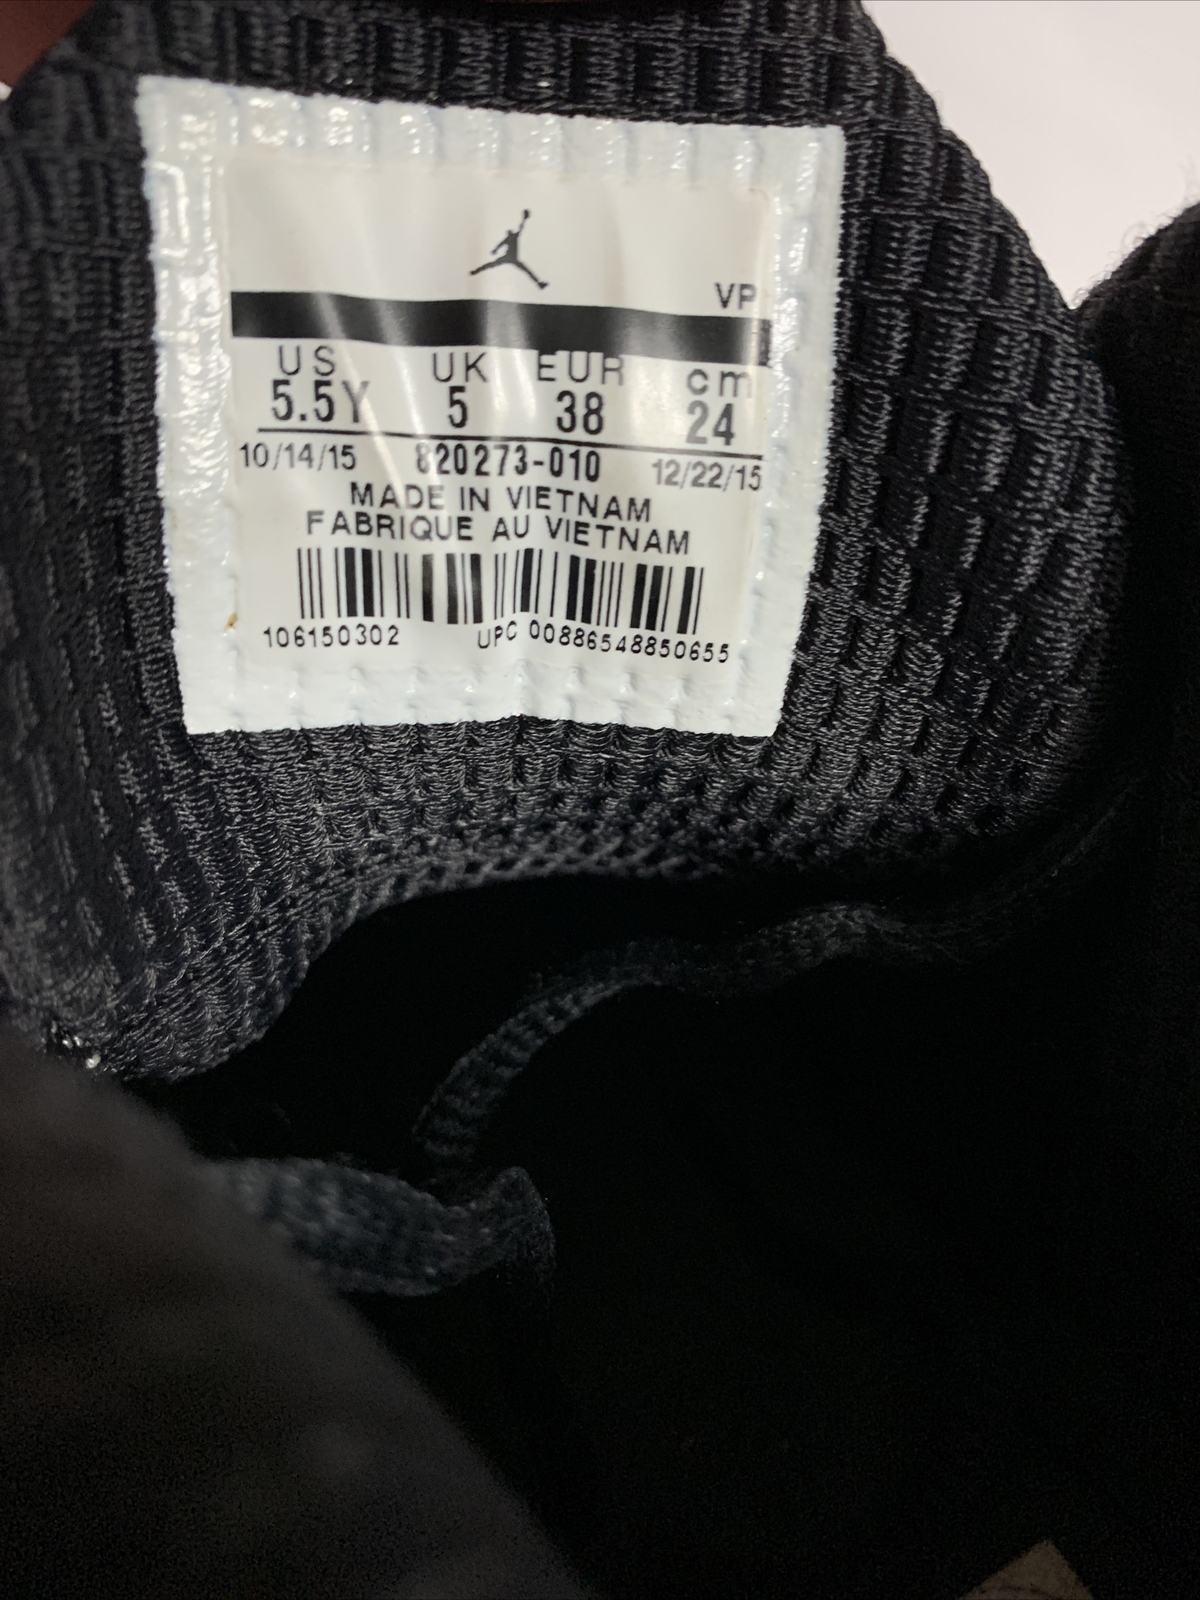 VP
US UK EUR cm
5.5Y 5 38 24
10/14/15 820273-010 12/22/15
MADE IN VIETNAM
FABRIQUE AU VIETNAM
106150302 UPC 00886548850655